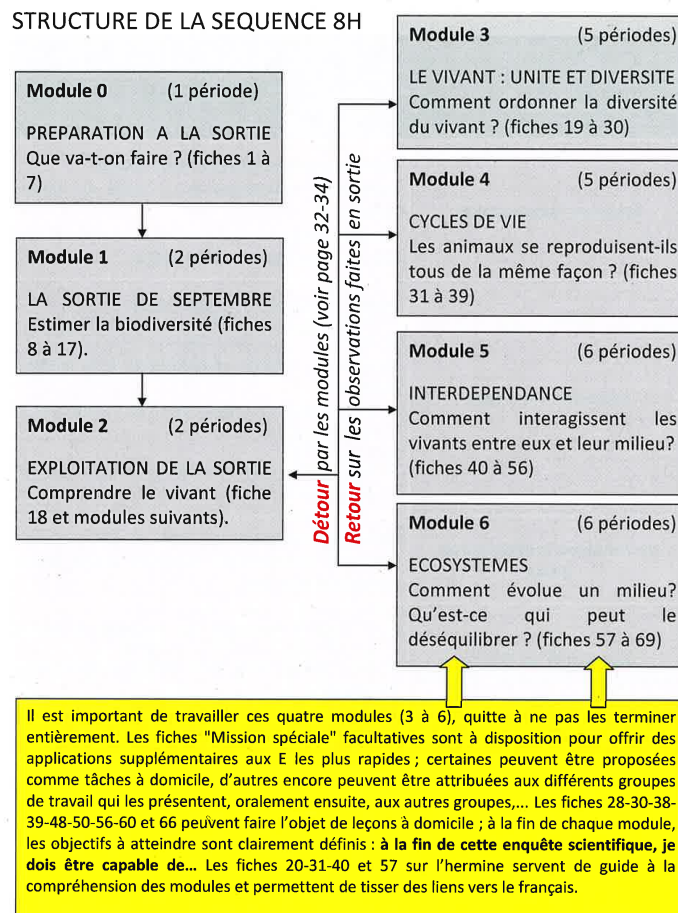 STRUCTURE DE LA SEQUENCE 8H
Module 0 (1 période)
PREPARATION A LA SORTIE
Que va-t-on faire ? (fiches 1 à
7)
Module 1 (2 périodes)
LA SORTIE DE SEPTEMBRE
Estimer la biodiversité (fiches
8 à 17).
Module 2 (2 périodes)
EXPLOITATION DE LA SORTIE
Comprendre le vivant (fiche
18 et modules suivants).
Détour par les modules (voir page 32-34)
Retour sur les observations faites en sortie
Module 3 (5 périodes)
LE VIVANT : UNITE ET DIVERSITE
Comment ordonner la diversité
du vivant ? (fiches 19 à 30)
Module 4 (5 périodes)
CYCLES DE VIE
Les animaux se reproduisent-ils
tous de la même façon ? (fiches
31 à 39)
Module 5 (6 périodes)
INTERDEPENDANCE
Comment interagissent les
vivants entre eux et leur milieu?
(fiches 40 à 56)
Module 6 (6 périodes)
ECOSYSTEMES
Comment évolue un milieu?
Qu'est-ce qui peut le
déséquilibrer ? (fiches 57 à 69)
Il est important de travailler ces quatre modules (3 à 6), quitte à ne pas les terminer
entièrement. Les fiches "Mission spéciale" facultatives sont à disposition pour offrir des
applications supplémentaires aux E les plus rapides ; certaines peuvent être proposées
comme tâches à domicile, d'autres encore peuvent être attribuées aux différents groupes
de travail qui les présentent, oralement ensuite, aux autres groupes,... Les fiches 28-30-38-
39-48-50-56-60 et 66 peuvent faire l'objet de leçons à domicile ; à la fin de chaque module,
les objectifs à atteindre sont clairement définis : à la fin de cette enquête scientifique, je
dois être capable de... Les fiches 20-31-40 et 57 sur l'hermine servent de guide à la
compréhension des modules et permettent de tisser des liens vers le français.